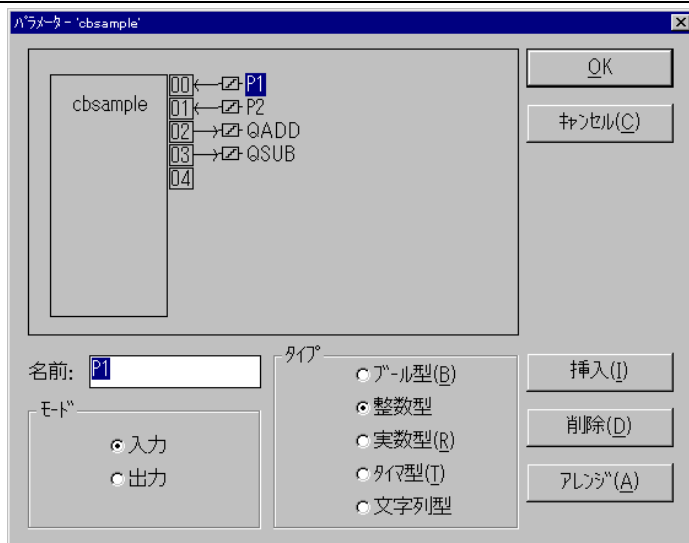 パラメータ - 'cbsample'
cbsample
00 P1
01 P2
02 QADD
03 QSUB
04
OK
キャンセル(C)
名前: P1
モード
入力
出力
タイプ
ブール型(B)
整数型
実数型(R)
タイマ型(T)
文字列型
挿入(I)
削除(D)
アレンジ(A)